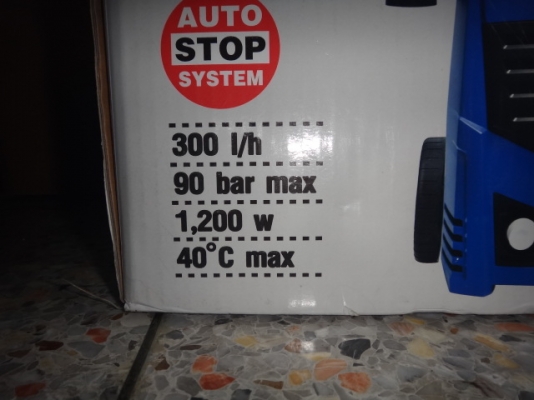 AUTO
STOP
SYSTEM
300 l/h
90 bar max
1,200 w
40°C max